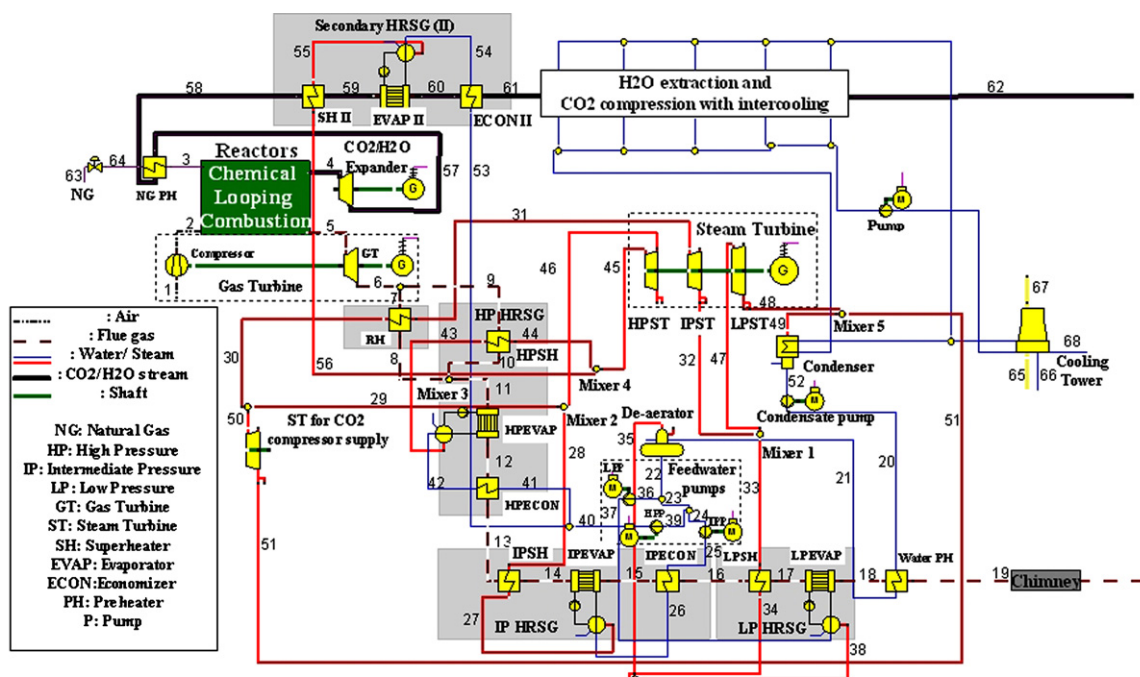 Secondary HRSG (II)
55
54
58
59
60
61
H2O extraction and
CO2 compression with intercooling
62
SH II
EVAP II
ECON II
64
3
Reactors
4
CO2/H2O
Expander
57
53
63
NG
NG PH
Chemical
Looping
Combustion
G
M
Pump
31
2
5
Compressor
GT
G
1
Gas Turbine
6
9
7
46
45
Steam Turbine
G
48
67
: Air
: Flue gas
: Water/ Steam
: CO2/H2O stream
: Shaft
43
HP HRSG
44
RH
HPSH
HPST
IPST
LPST
49
Mixer 5
30
8
56
10
Mixer 4
32
47
Condenser
68
Cooling
Tower
65
66
Mixer 3
11
52
M
Condensate pump
51
29
50
ST for CO2
compressor supply
HPEVAP
Mixer 2
De-aerator
35
Mixer 1
NG: Natural Gas
HP: High Pressure
IP: Intermediate Pressure
LP: Low Pressure
GT: Gas Turbine
ST: Steam Turbine
SH: Superheater
EVAP: Evaporator
ECON:Economizer
PH: Preheater
P: Pump
12
28
22
Feedwater
pumps
33
21
20
42
41
HPECON
LPP
M
36
23
37
24
40
39
HPP
M
IPP
M
25
51
13
IPSH
IPEVAP
IPECON
LPSH
LPEVAP
Water PH
14
15
16
17
18
19
Chimney
27
26
34
IP HRSG
LP HRSG
38